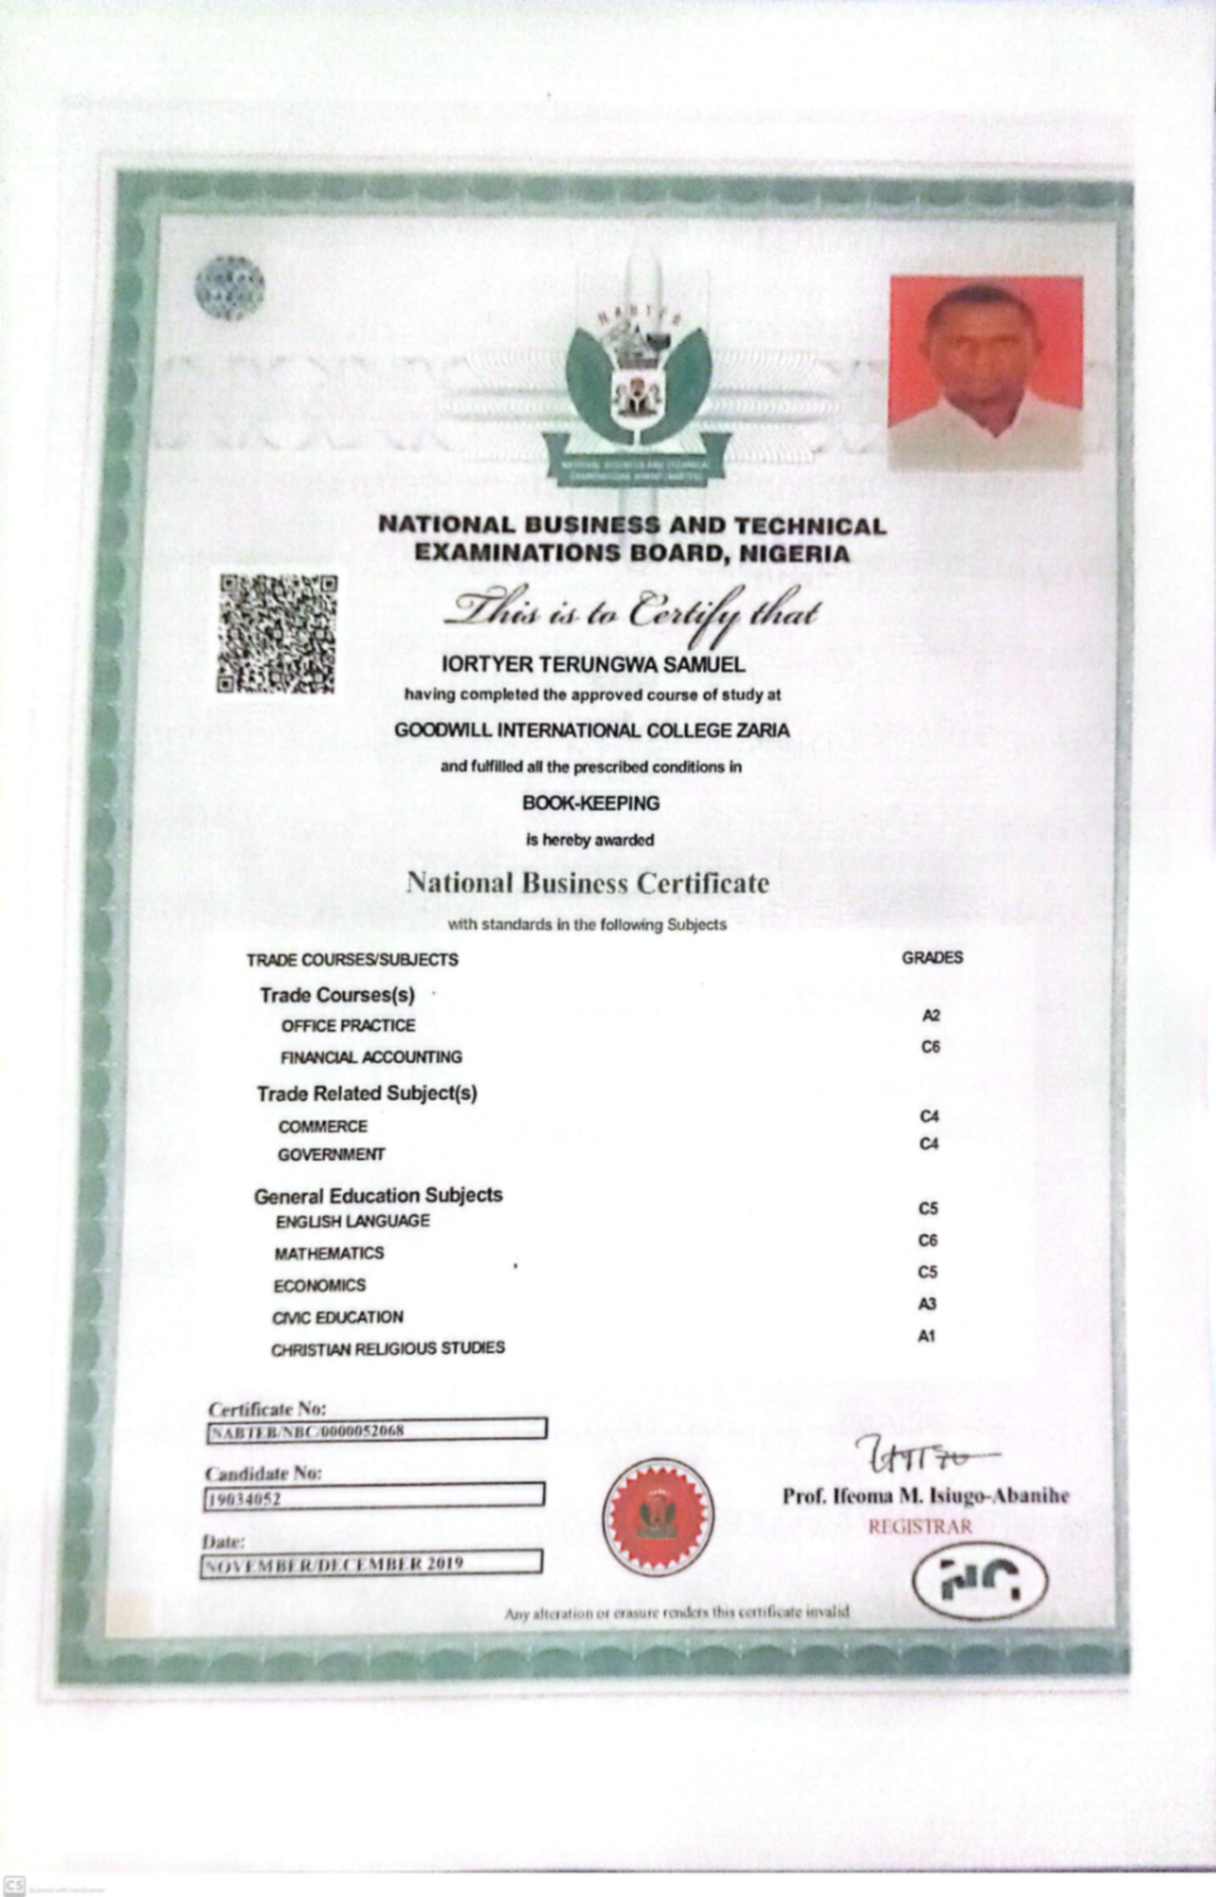 NABTEB
NATIONAL BUSINESS AND TECHNICAL
EXAMINATIONS BOARD, NIGERIA
This is to Certify that
IORTYER TERUNGWA SAMUEL
having completed the approved course of study at
GOODWILL INTERNATIONAL COLLEGE ZARIA
and fulfilled all the prescribed conditions in
BOOK-KEEPING
is hereby awarded
National Business Certificate
with standards in the following Subjects
TRADE COURSES/SUBJECTS GRADES
Trade Courses(s)
OFFICE PRACTICE A2
FINANCIAL ACCOUNTING C6
Trade Related Subject(s)
COMMERCE C4
GOVERNMENT C4
General Education Subjects
ENGLISH LANGUAGE C5
MATHEMATICS C6
ECONOMICS C5
CIVIC EDUCATION A3
CHRISTIAN RELIGIOUS STUDIES A1
Certificate No:
NABTEB/NBC/0000052068
Candidate No:
19034052
Date:
NOVEMBER/DECEMBER 2019
Prof. Ifeoma M. Isiugo-Abanihe
REGISTRAR
Any alteration or erasure renders this certificate invalid
CS